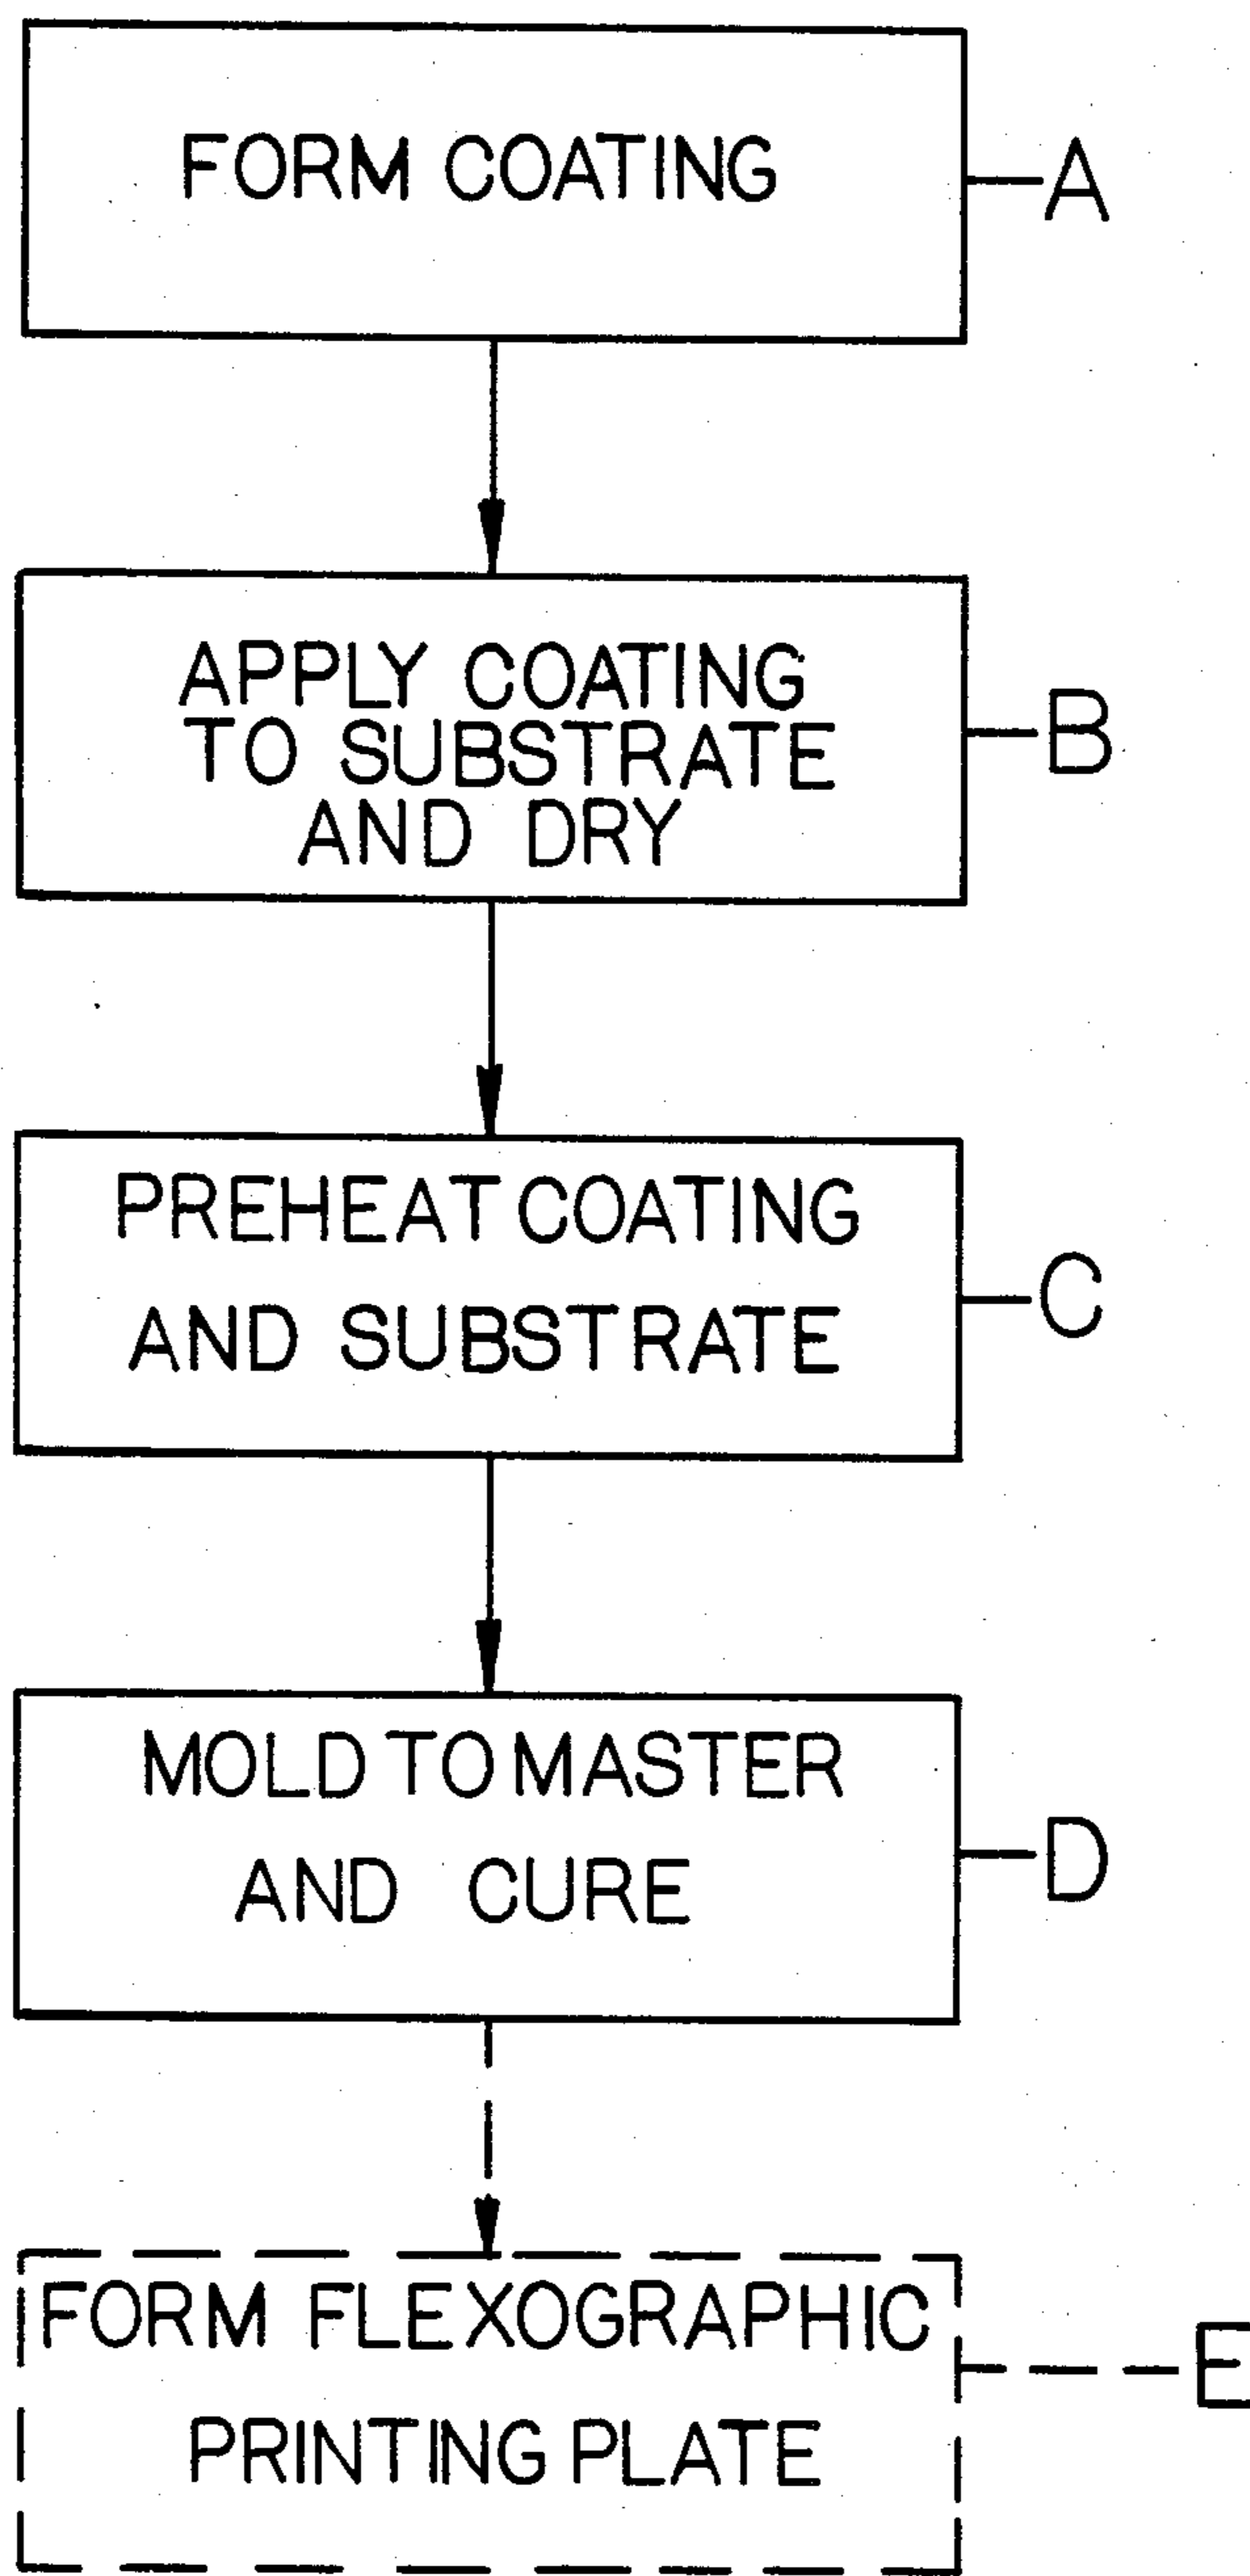 FORM COATING
A
APPLY COATING
TO SUBSTRATE
AND DRY
B
PREHEAT COATING
AND SUBSTRATE
C
MOLD TO MASTER
AND CURE
D
FORM FLEXOGRAPHIC
PRINTING PLATE
E